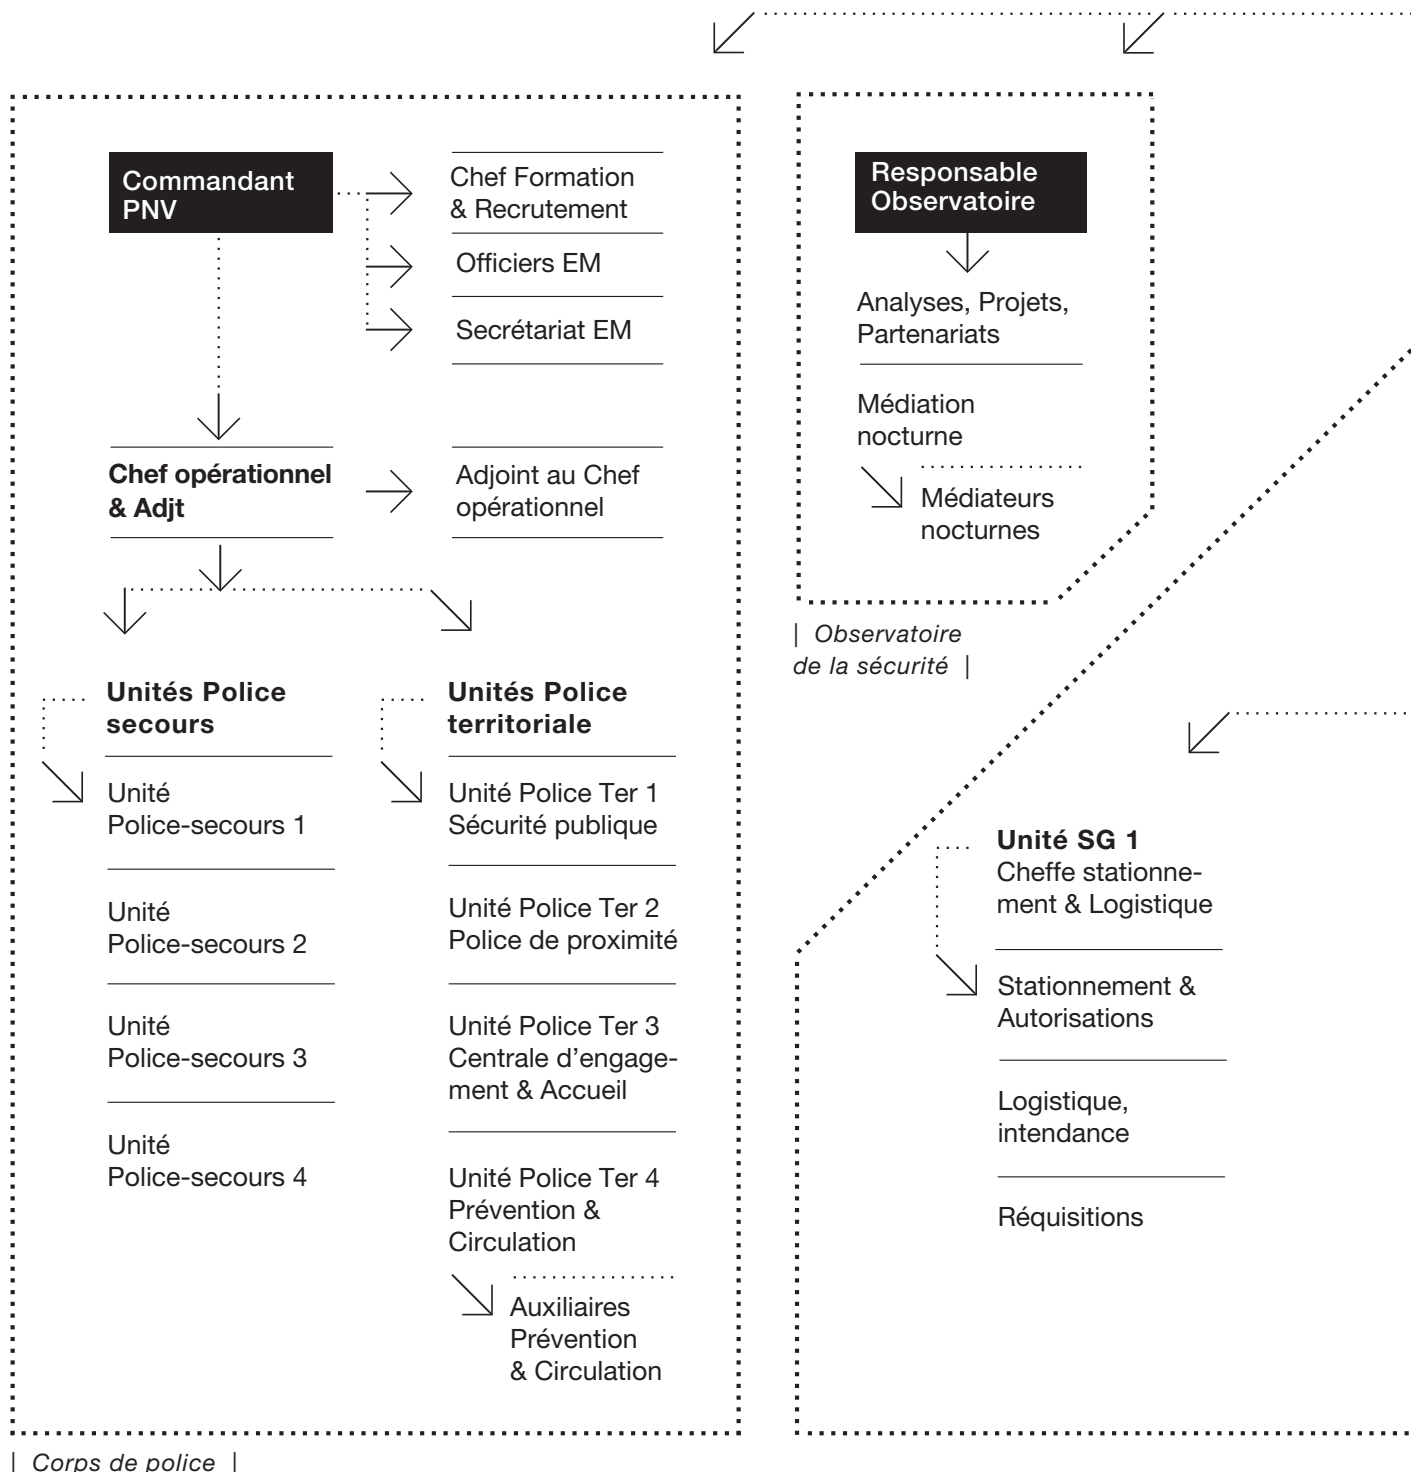 Commandant
PNV
Chef Formation
& Recrutement
Officiers EM
Secrétariat EM
Chef opérationnel
& Adjt
Adjoint au Chef
opérationnel
Unités Police
secours
Unité
Police-secours 1
Unité
Police-secours 2
Unité
Police-secours 3
Unité
Police-secours 4
Unités Police
territoriale
Unité Police Ter 1
Sécurité publique
Unité Police Ter 2
Police de proximité
Unité Police Ter 3
Centrale d’engage-
ment & Accueil
Unité Police Ter 4
Prévention &
Circulation
Auxiliaires
Prévention
& Circulation
| Corps de police |
Responsable
Observatoire
Analyses, Projets,
Partenariats
Médiation
nocturne
Médiateurs
nocturnes
| Observatoire
de la sécurité |
Unité SG 1
Cheffe stationne-
ment & Logistique
Stationnement &
Autorisations
Logistique,
intendance
Réquisitions